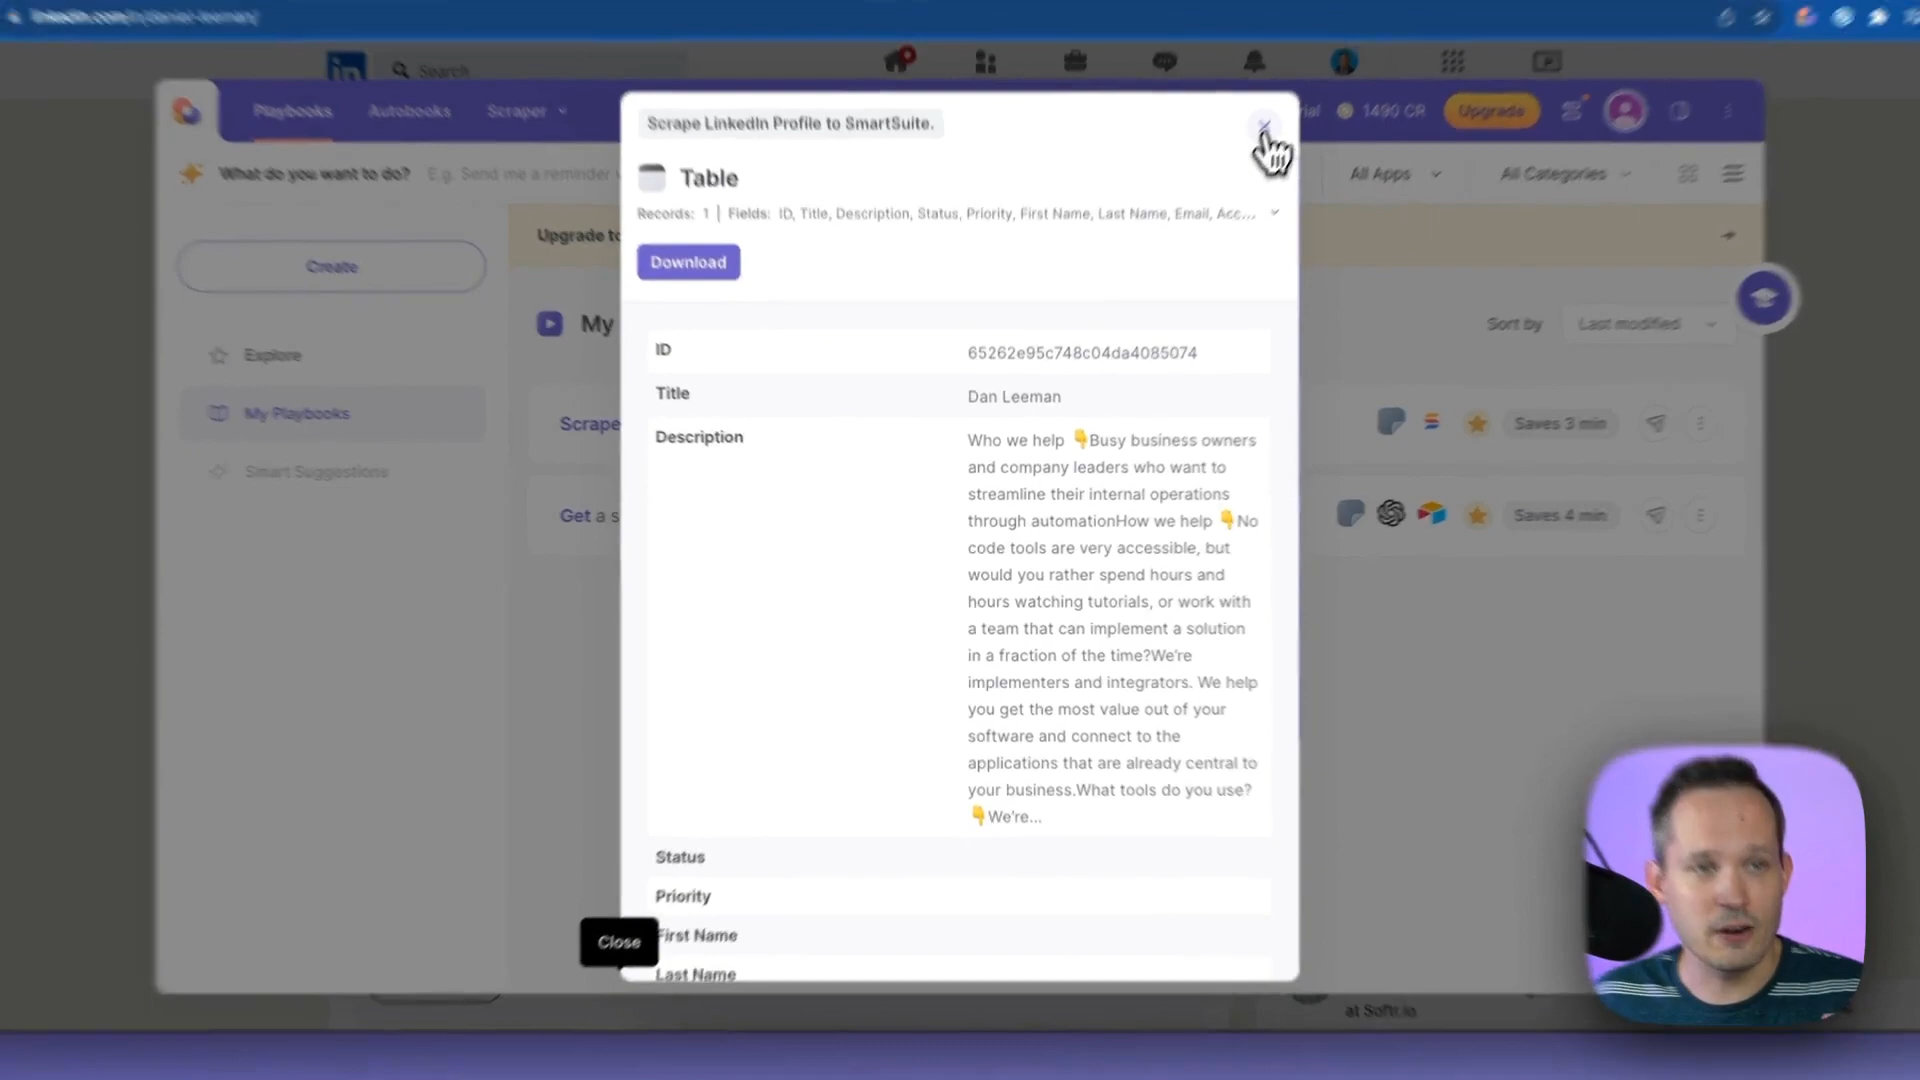 linkedin.com/in/daniel-leeman/
in
Search
Playbooks
Autobooks
Scraper
1490 CR
Upgrade
Scrape LinkedIn Profile to SmartSuite.
What do you want to do?
E.g. Send me a reminder
All Apps
All Categories
Table
Records: 1 | Fields: ID, Title, Description, Status, Priority, First Name, Last Name, Email, Acc...
Upgrade to
Download
Create
My
Sort by
Last modified
Explore
My Playbooks
Smart Suggestions
Scrape
Saves 3 min
Get a s
Saves 4 min
ID
65262e95c748c04da4085074
Title
Dan Leeman
Description
Who we help 👇Busy business owners
and company leaders who want to
streamline their internal operations
through automationHow we help 👇No
code tools are very accessible, but
would you rather spend hours and
hours watching tutorials, or work with
a team that can implement a solution
in a fraction of the time?We're
implementers and integrators. We help
you get the most value out of your
software and connect to the
applications that are already central to
your business.What tools do you use?
👇We're...
Status
Priority
First Name
Last Name
Close
at Softr.io